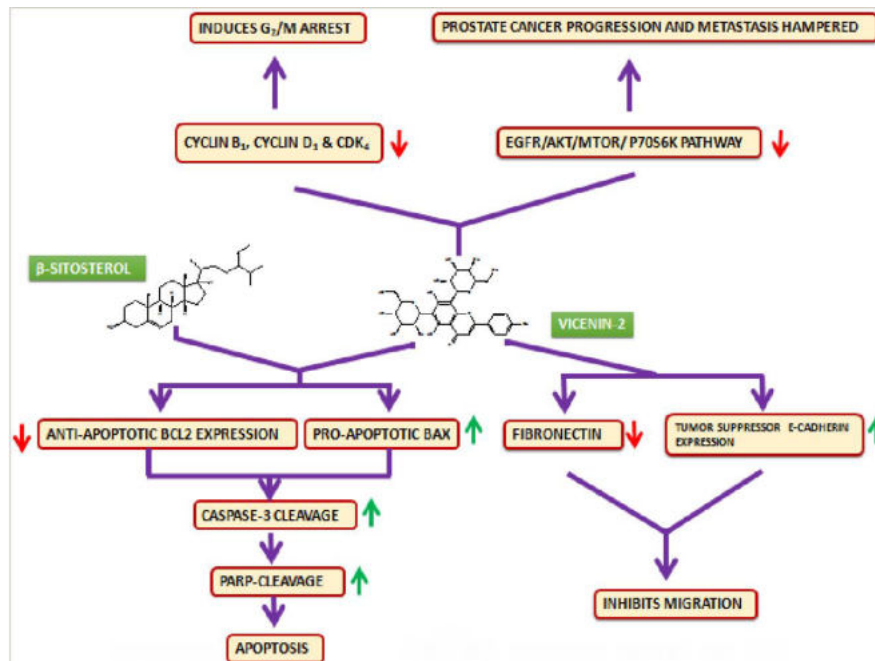 INDUCES G₂/M ARREST
PROSTATE CANCER PROGRESSION AND METASTASIS HAMPERED
CYCLIN B₁, CYCLIN D₁ & CDK₄
EGFR/AKT/MTOR/ P70S6K PATHWAY
β-SITOSTEROL
VICENIN-2
ANTI-APOPTOTIC BCL2 EXPRESSION
PRO-APOPTOTIC BAX
FIBRONECTIN
TUMOR SUPPRESSOR E-CADHERIN
EXPRESSION
CASPASE-3 CLEAVAGE
PARP-CLEAVAGE
INHIBITS MIGRATION
APOPTOSIS